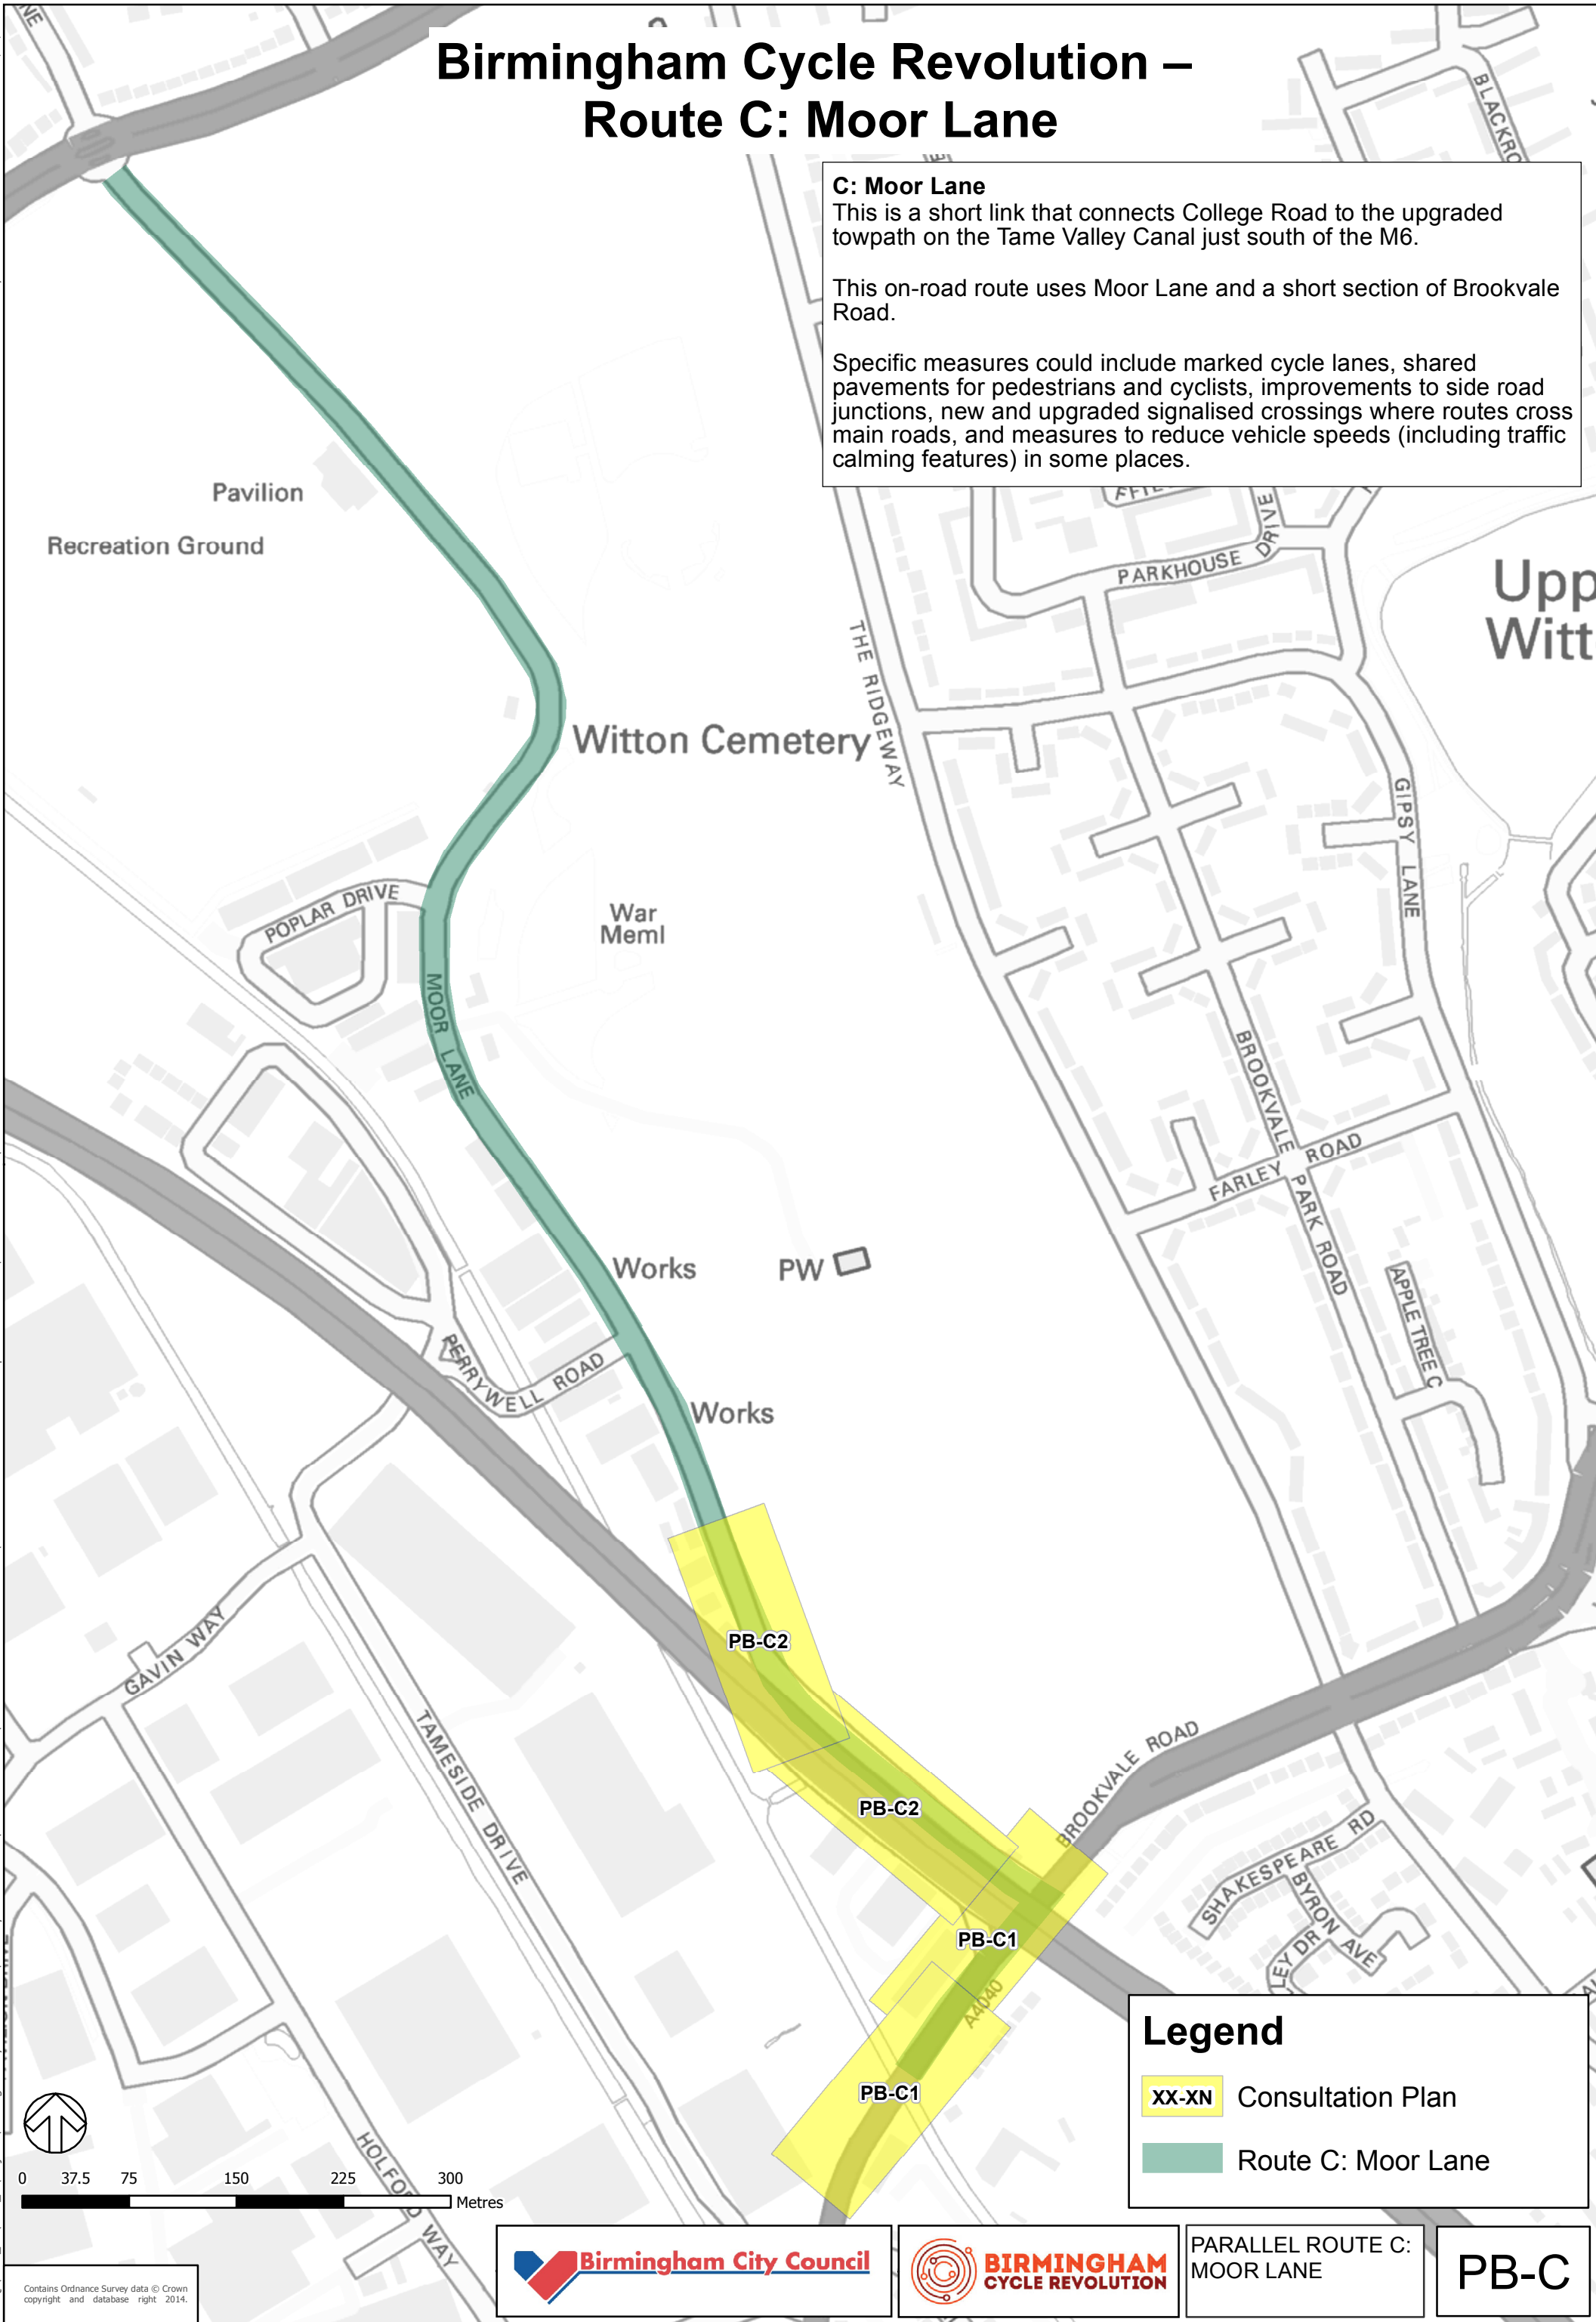 Birmingham Cycle Revolution –
Route C: Moor Lane
C: Moor Lane
This is a short link that connects College Road to the upgraded
towpath on the Tame Valley Canal just south of the M6.
This on-road route uses Moor Lane and a short section of Brookvale
Road.
Specific measures could include marked cycle lanes, shared
pavements for pedestrians and cyclists, improvements to side road
junctions, new and upgraded signalised crossings where routes cross
main roads, and measures to reduce vehicle speeds (including traffic
calming features) in some places.
BLACKRO
Pavilion
Recreation Ground
PARKHOUSE DRIVE
Upp
Witt
THE RIDGEWAY
Witton Cemetery
GIPSY LANE
POPLAR DRIVE
War
Meml
MOOR LANE
BROOKVALE PARK ROAD
FARLEY ROAD
Works
PW
APPLE TREE C
PERRYWELL ROAD
Works
GAVIN WAY
PB-C2
TAMESIDE DRIVE
PB-C2
BROOKVALE ROAD
SHAKESPEARE RD
BYRON AVE
LEY DR
PB-C1
A4040
PB-C1
HOLFORD WAY
Legend
XX-XN Consultation Plan
Route C: Moor Lane
0 37.5 75 150 225 300
Metres
Contains Ordnance Survey data © Crown
copyright and database right 2014.
Birmingham City Council
BIRMINGHAM
CYCLE REVOLUTION
PARALLEL ROUTE C:
MOOR LANE
PB-C